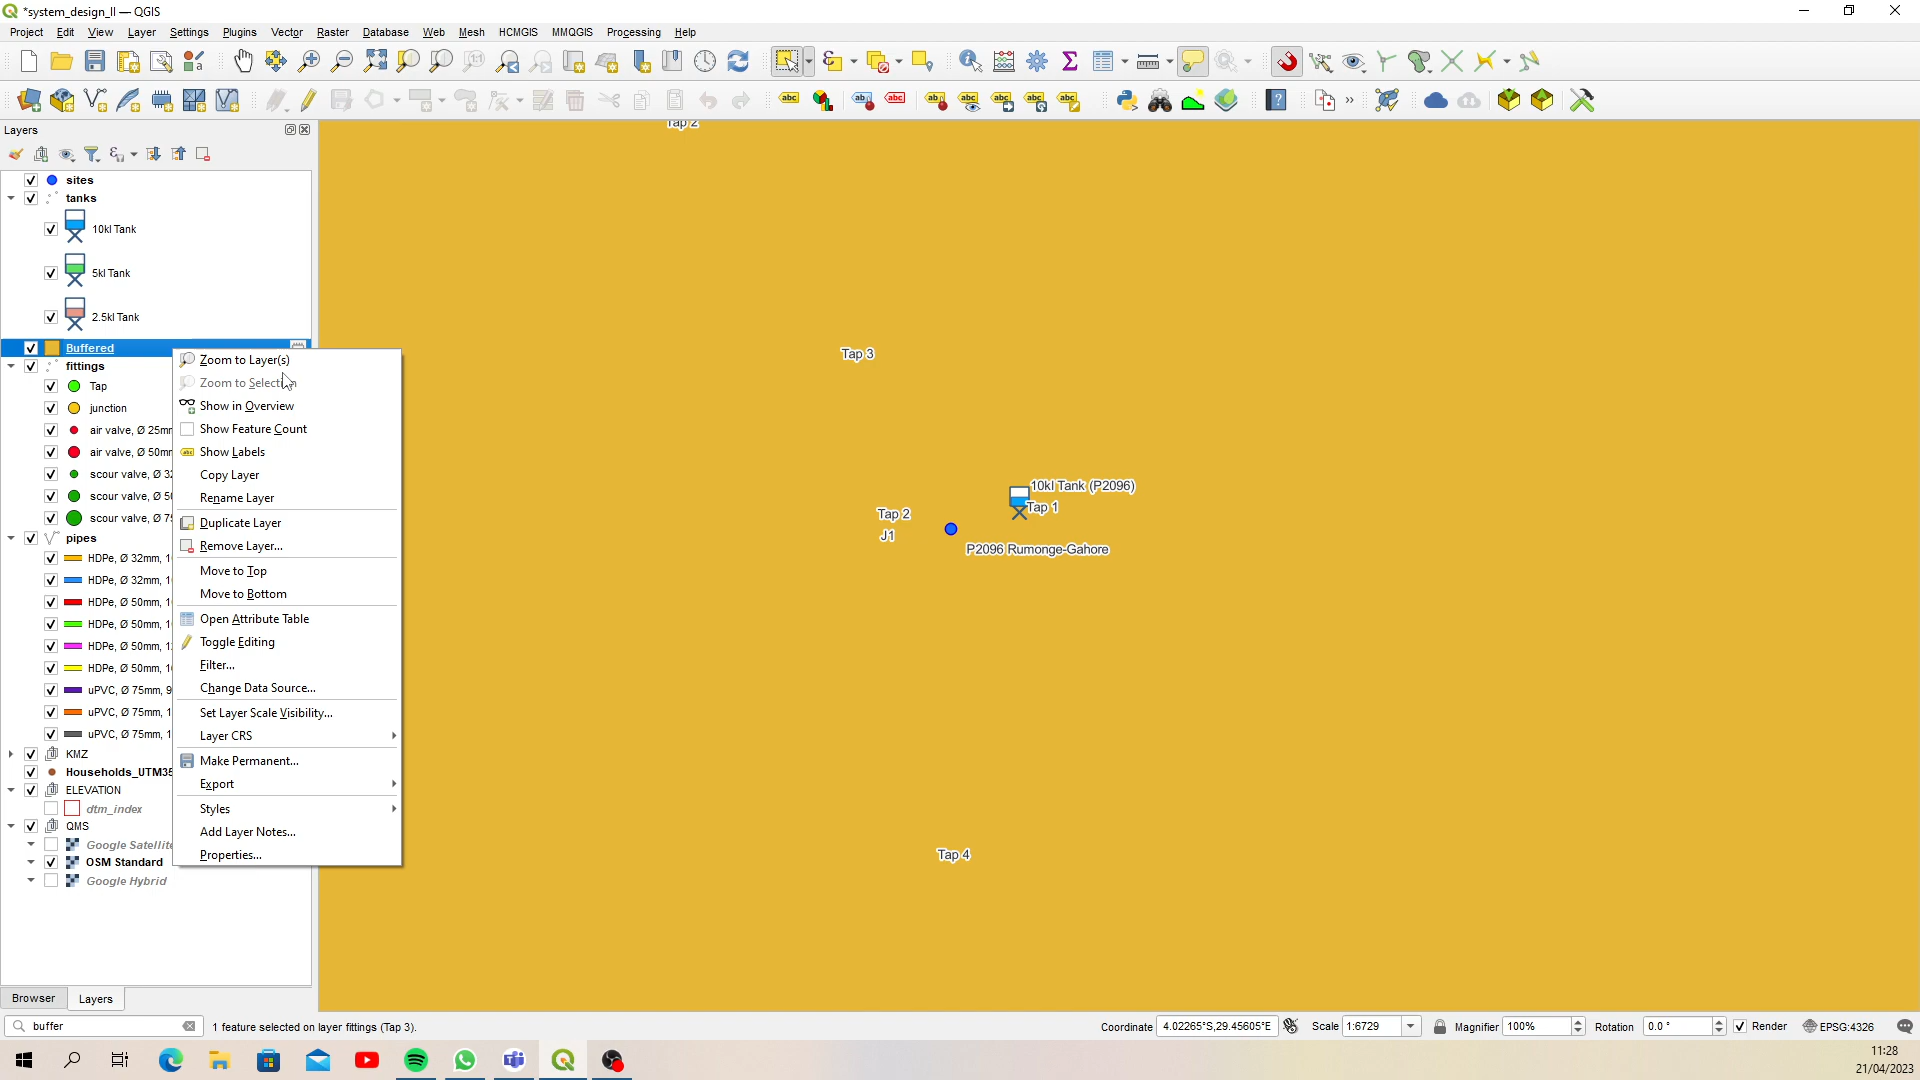 *system_design_II — QGIS
Project Edit View Layer Settings Plugins Vector Raster Database Web Mesh HCMGIS MMQGIS Processing Help
Layers
sites
tanks
10kl Tank
5kl Tank
2.5kl Tank
Buffered
fittings
Tap
junction
air valve, Ø 25mm
air valve, Ø 50mm
scour valve, Ø 32
scour valve, Ø 50
scour valve, Ø 75
pipes
HDPe, Ø 32mm, 1
HDPe, Ø 32mm, 1
HDPe, Ø 50mm, 1
HDPe, Ø 50mm, 1
HDPe, Ø 50mm, 1
HDPe, Ø 50mm, 1
uPVC, Ø 75mm, 9
uPVC, Ø 75mm, 1
uPVC, Ø 75mm, 1
KMZ
Households_UTM35
ELEVATION
dtm_index
QMS
Google Satellite
OSM Standard
Google Hybrid
Zoom to Layer(s)
Zoom to Selection
Show in Overview
Show Feature Count
Show Labels
Copy Layer
Rename Layer
Duplicate Layer
Remove Layer...
Move to Top
Move to Bottom
Open Attribute Table
Toggle Editing
Filter...
Change Data Source...
Set Layer Scale Visibility...
Layer CRS
Make Permanent...
Export
Styles
Add Layer Notes...
Properties...
Tap 2
Tap 3
10kl Tank (P2096)
Tap 1
Tap 2
J1
P2096 Rumonge-Gahore
Tap 4
Browser Layers
buffer
1 feature selected on layer fittings (Tap 3).
Coordinate 4.02265°S,29.45605°E Scale 1:6729 Magnifier 100% Rotation 0.0 ° Render EPSG:4326
11:28
21/04/2023